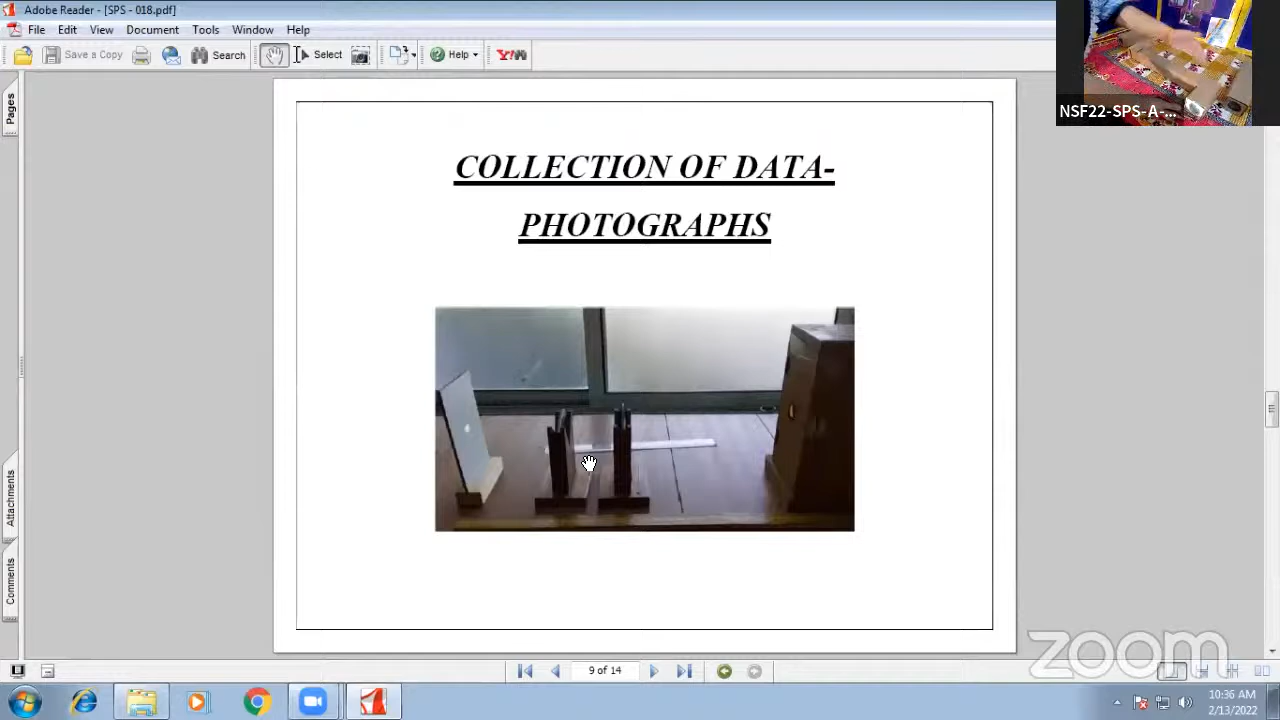 Adobe Reader - [SPS - 018.pdf]
File Edit View Document Tools Window Help
Save a Copy Search Select Help Y!
NSF22-SPS-A-...
Pages
COLLECTION OF DATA-
PHOTOGRAPHS
Attachments
Comments
zoom
9 of 14
10:36 AM
2/13/2022